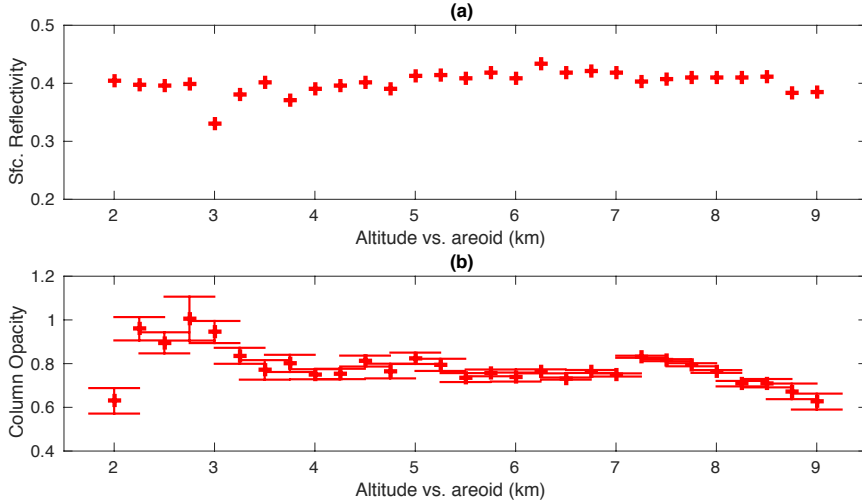 (a)
0.5
0.4
0.3
0.2
Sfc. Reflectivity
2 3 4 5 6 7 8 9
Altitude vs. areoid (km)
(b)
1.2
1
0.8
0.6
0.4
Column Opacity
2 3 4 5 6 7 8 9
Altitude vs. areoid (km)